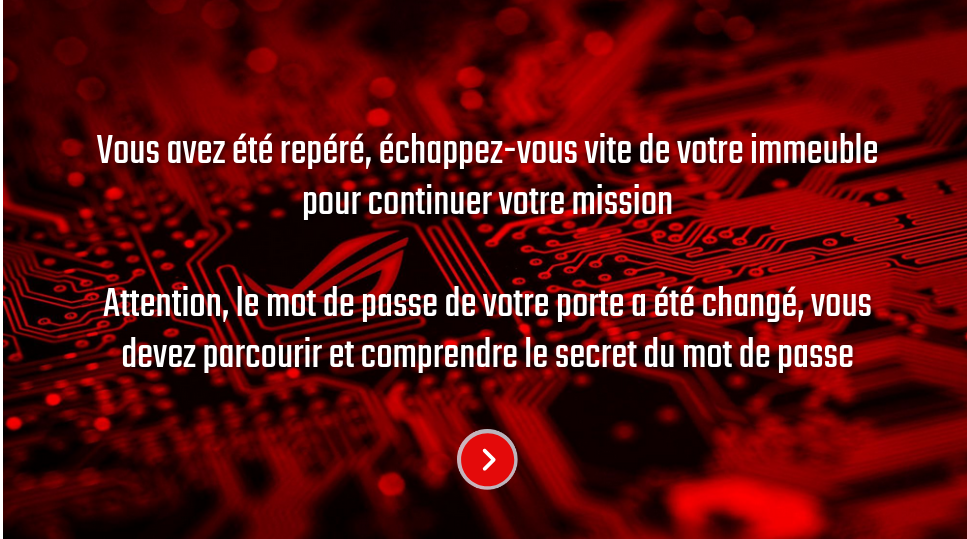 Vous avez été repéré, échappez-vous vite de votre immeuble
pour continuer votre mission
Attention, le mot de passe de votre porte a été changé, vous
devez parcourir et comprendre le secret du mot de passe